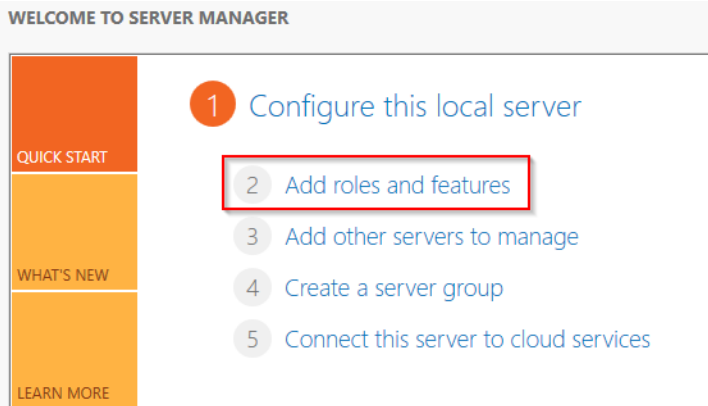 WELCOME TO SERVER MANAGER
QUICK START
WHAT'S NEW
LEARN MORE
1 Configure this local server
2 Add roles and features
3 Add other servers to manage
4 Create a server group
5 Connect this server to cloud services